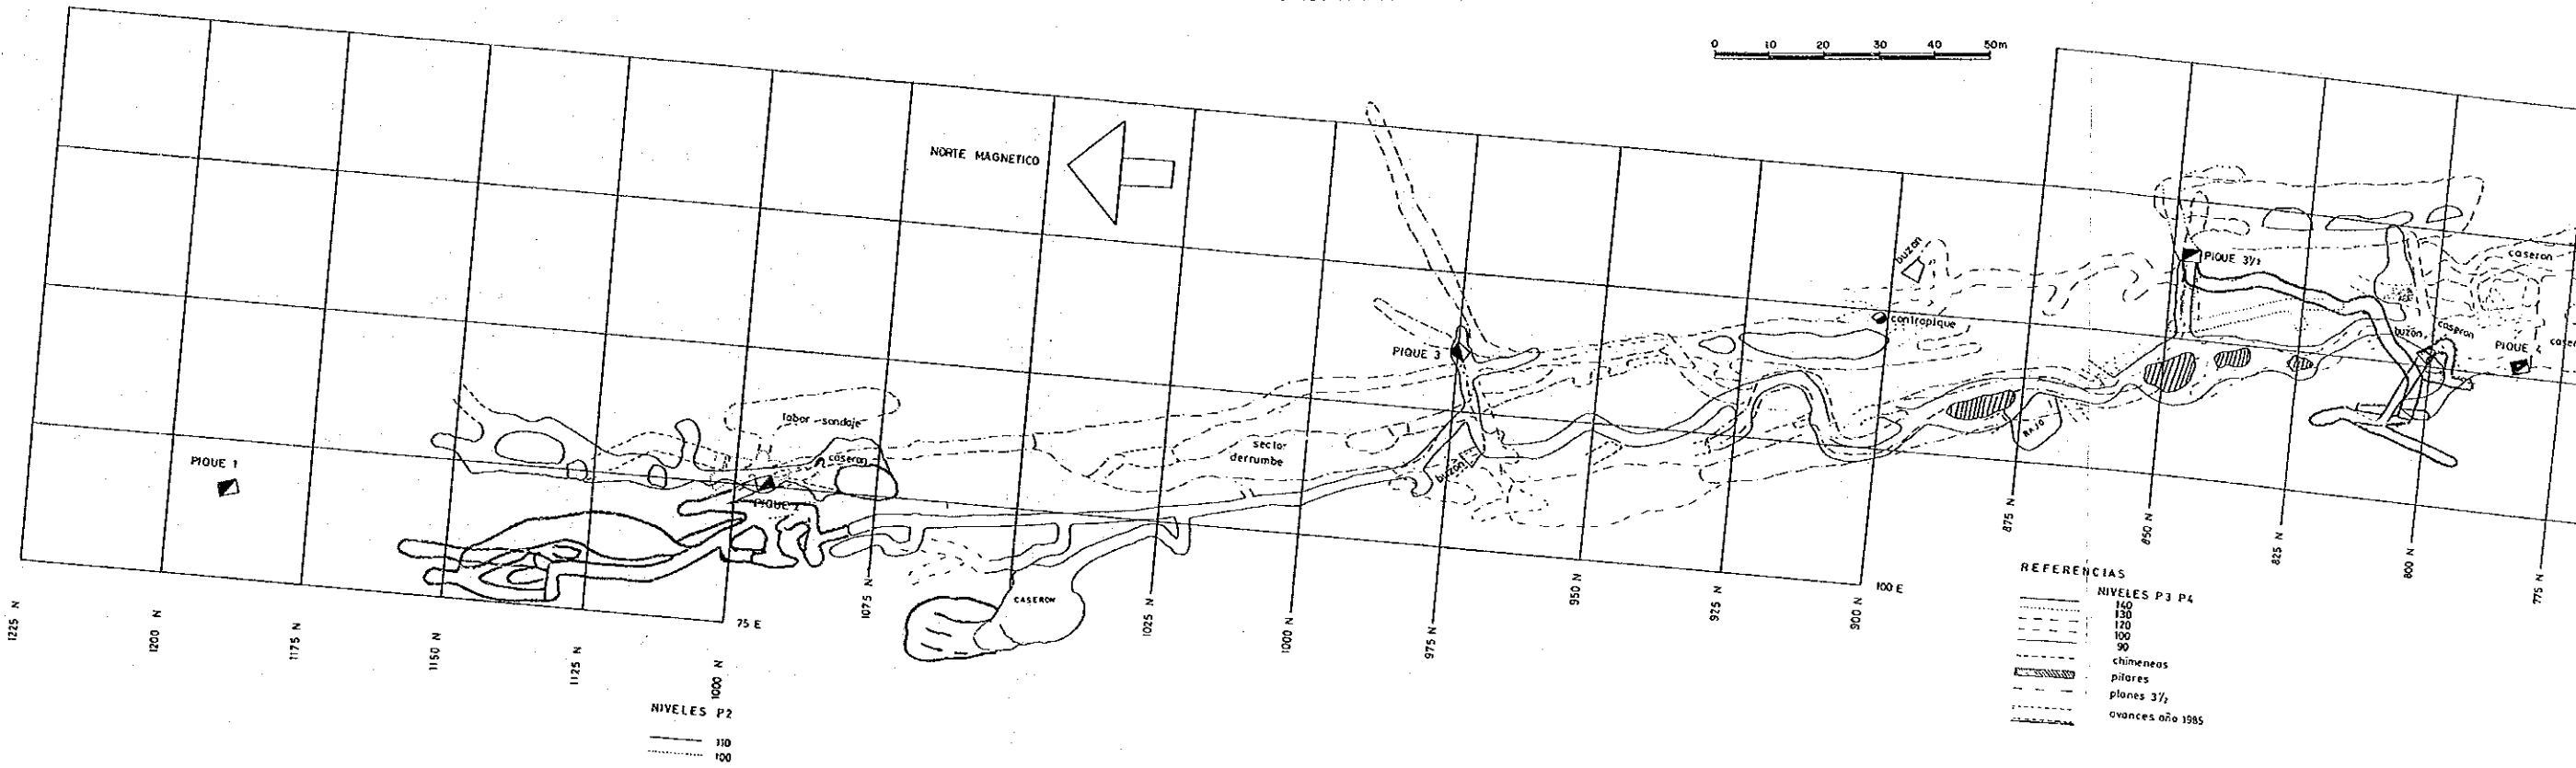 0 10 20 30 40 50m
NORTE MAGNETICO
buzon
PIQUE 3½
caseron
contrapique
PIQUE 3
buzon
caseron
PIQUE 4
labor - sondaje
caseron
sector
derrumbe
RAJO
PIQUE 1
buzon
PIQUE 2
CASERON
100 E
75 E
1225 N
1200 N
1175 N
1150 N
1125 N
1000 N
1075 N
1025 N
1000 N
975 N
950 N
925 N
900 N
875 N
850 N
825 N
800 N
775 N
REFERENCIAS
NIVELES P3 P4
140
130
120
100
90
chimeneas
pilares
planes 3½
avances año 1985
NIVELES P2
110
100